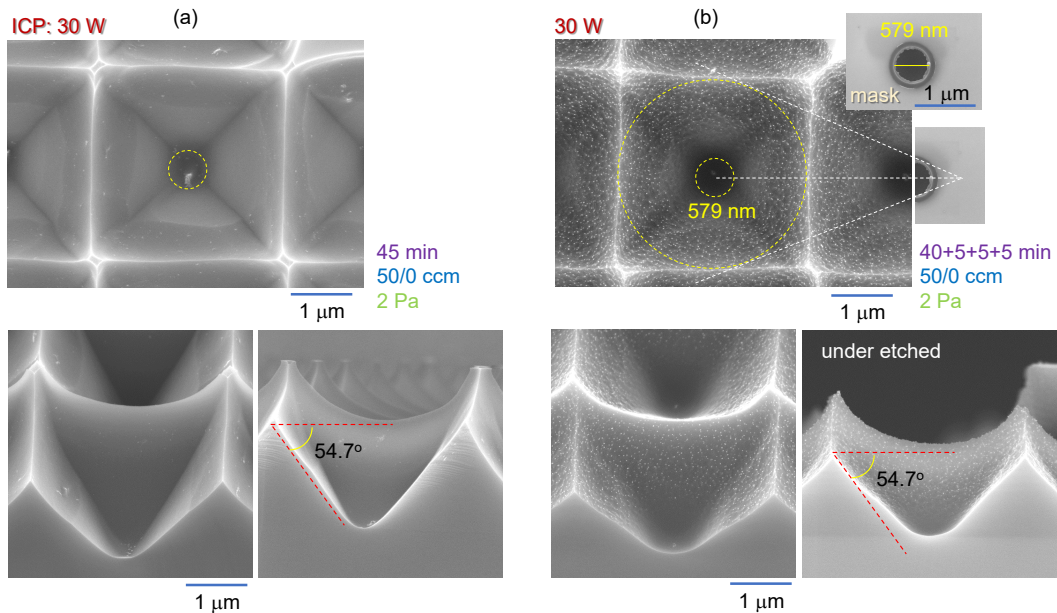 (a)
ICP: 30 W
45 min
50/0 ccm
2 Pa
1 μm
54.7o
1 μm
(b)
30 W
579 nm
mask
1 μm
579 nm
40+5+5+5 min
50/0 ccm
2 Pa
1 μm
under etched
54.7o
1 μm